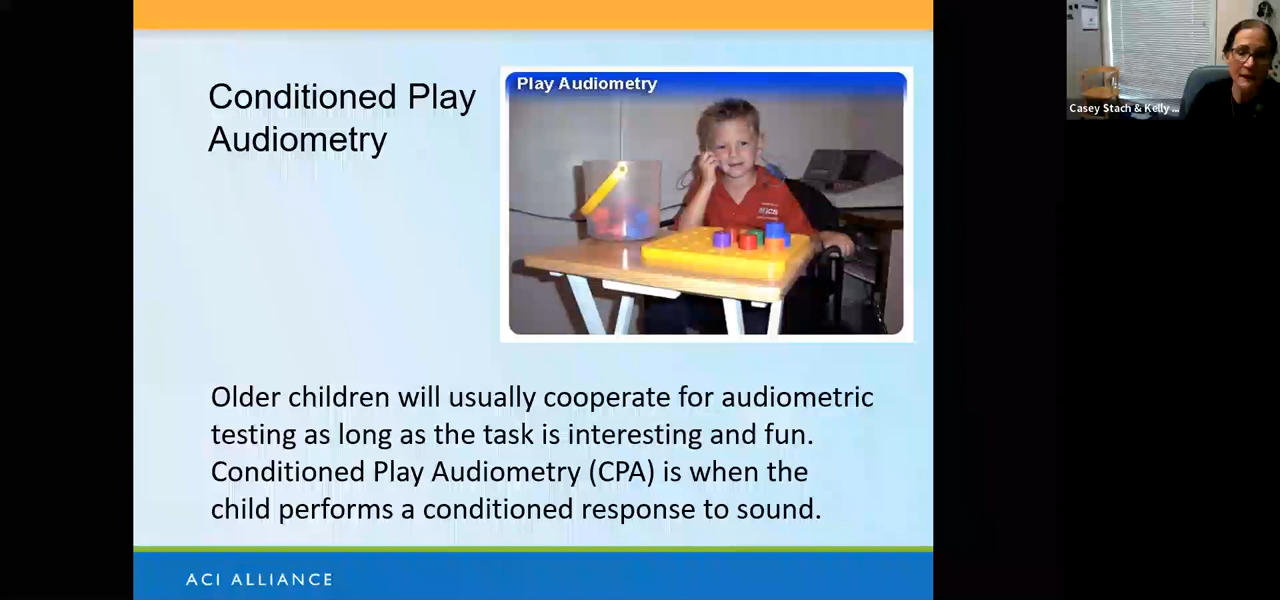 Conditioned Play
Audiometry
Play Audiometry
Older children will usually cooperate for audiometric
testing as long as the task is interesting and fun.
Conditioned Play Audiometry (CPA) is when the
child performs a conditioned response to sound.
ACI ALLIANCE
Casey Stach & Kelly ...